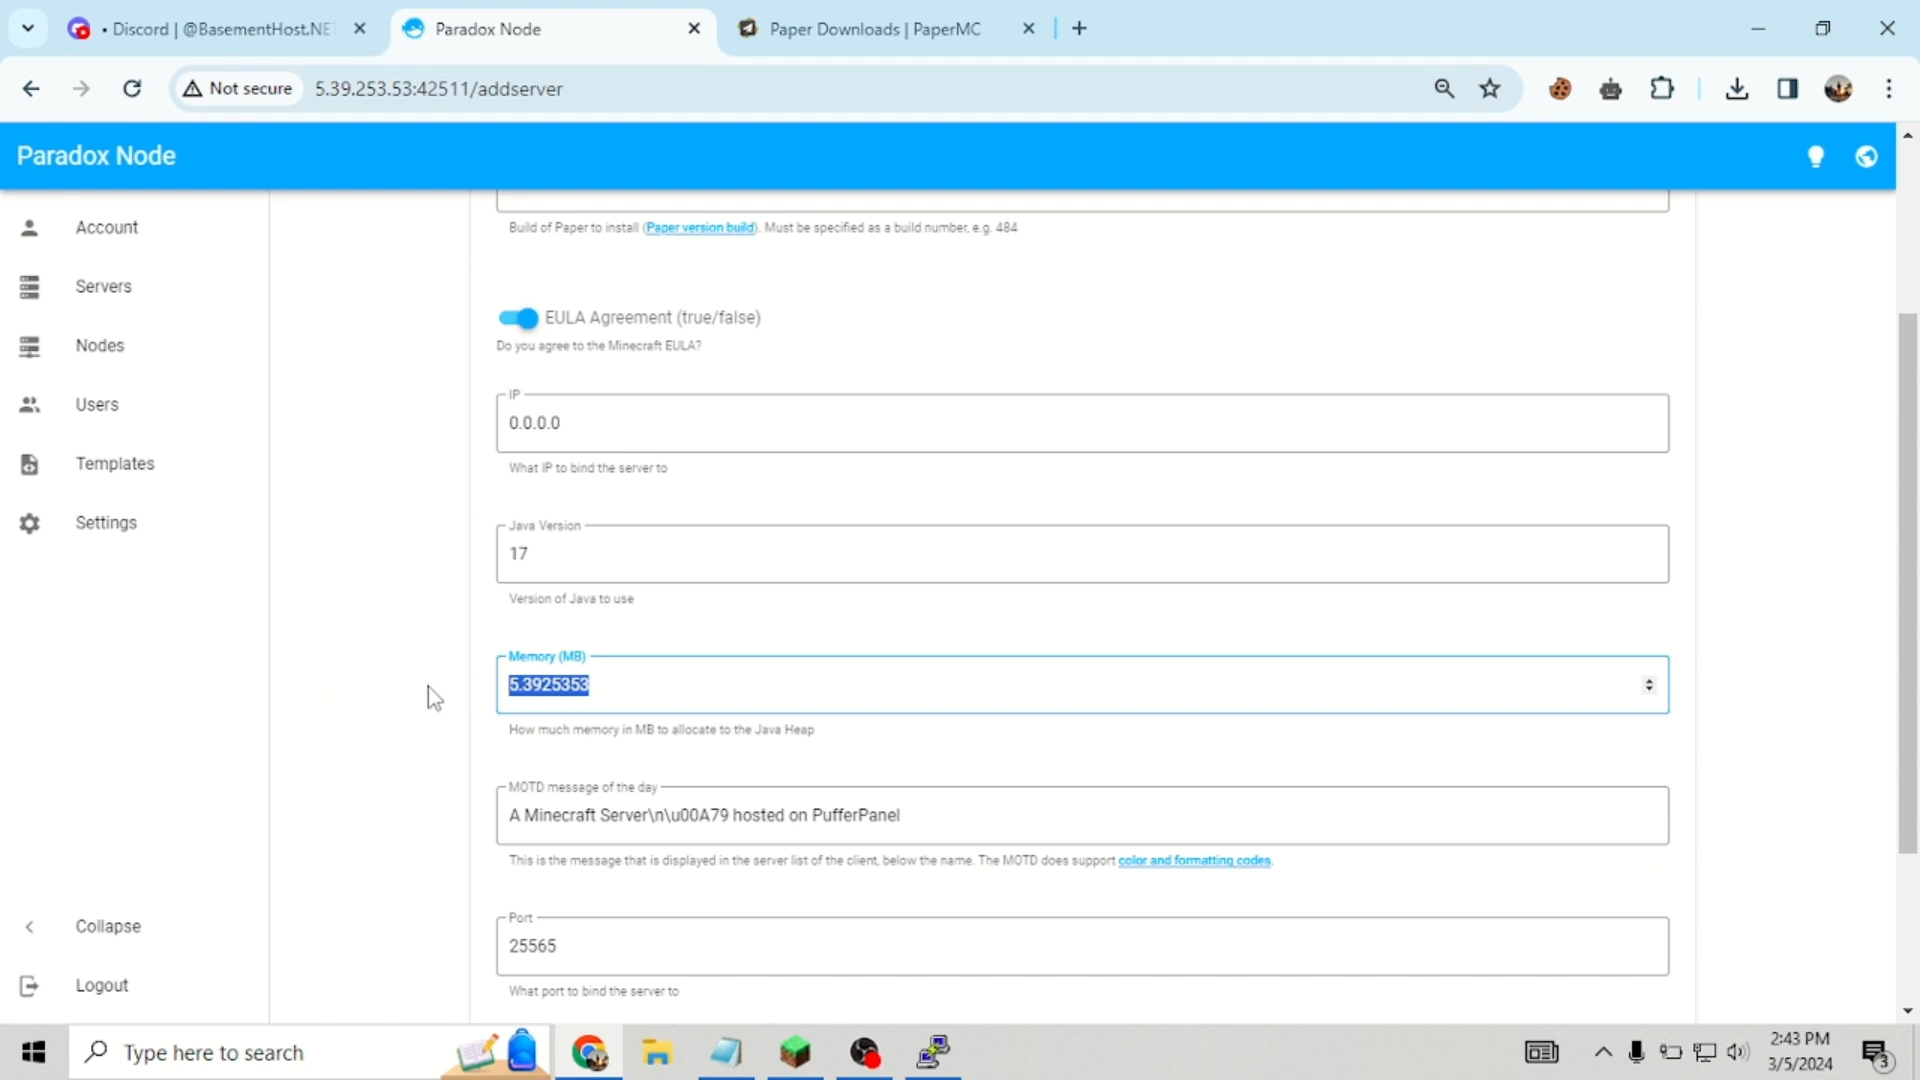 • Discord | @BasementHost.NE
Paradox Node
Paper Downloads | PaperMC
Not secure
5.39.253.53:42511/addserver
Paradox Node
Account
Servers
Nodes
Users
Templates
Settings
Collapse
Logout
Build of Paper to install (Paper version build). Must be specified as a build number, e.g. 484
EULA Agreement (true/false)
Do you agree to the Minecraft EULA?
IP
0.0.0.0
What IP to bind the server to
Java Version
17
Version of Java to use
Memory (MB)
5.3925353
How much memory in MB to allocate to the Java Heap
MOTD message of the day
A Minecraft Server\n\u00A79 hosted on PufferPanel
This is the message that is displayed in the server list of the client, below the name. The MOTD does support color and formatting codes.
Port
25565
What port to bind the server to
Type here to search
2:43 PM
3/5/2024
3